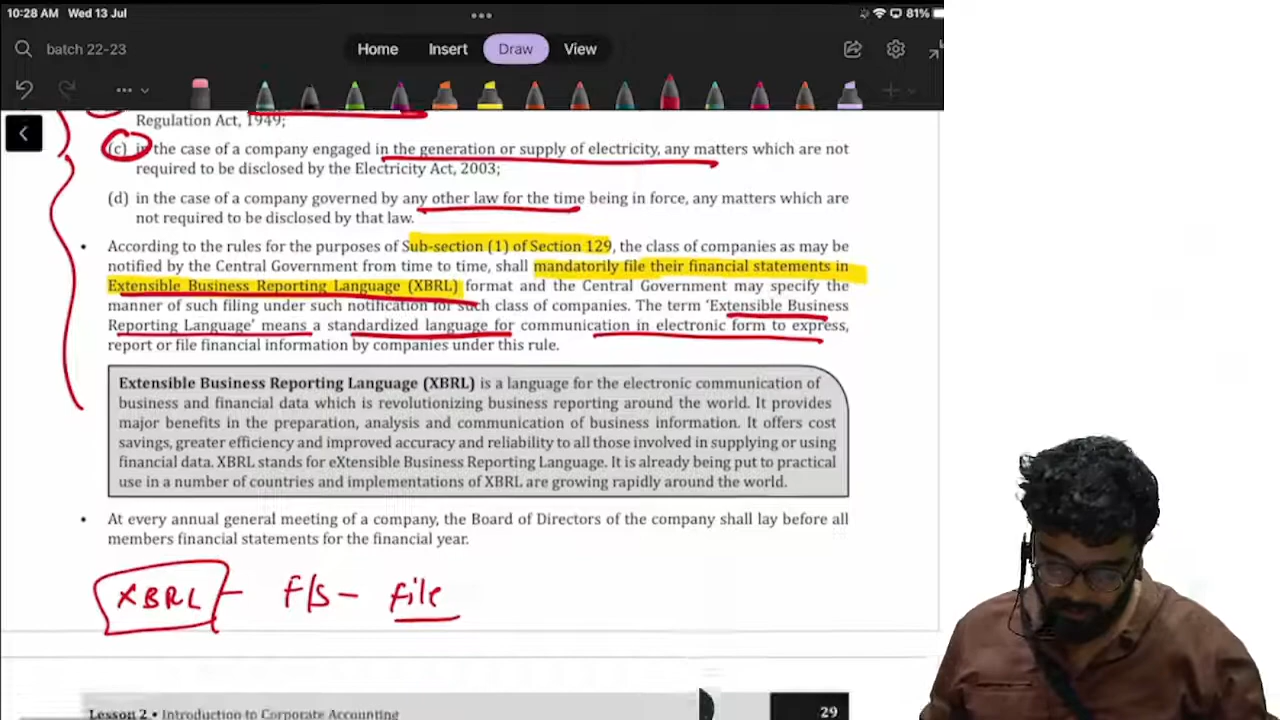 10:28 AM Wed 13 Jul
81%
batch 22-23
Home Insert Draw View
Regulation Act, 1949;
(c) in the case of a company engaged in the generation or supply of electricity, any matters which are not
required to be disclosed by the Electricity Act, 2003;
(d) in the case of a company governed by any other law for the time being in force, any matters which are
not required to be disclosed by that law.
• According to the rules for the purposes of Sub-section (1) of Section 129, the class of companies as may be
notified by the Central Government from time to time, shall mandatorily file their financial statements in
Extensible Business Reporting Language (XBRL) format and the Central Government may specify the
manner of such filing under such notification for such class of companies. The term ‘Extensible Business
Reporting Language’ means a standardized language for communication in electronic form to express,
report or file financial information by companies under this rule.
Extensible Business Reporting Language (XBRL) is a language for the electronic communication of
business and financial data which is revolutionizing business reporting around the world. It provides
major benefits in the preparation, analysis and communication of business information. It offers cost
savings, greater efficiency and improved accuracy and reliability to all those involved in supplying or using
financial data. XBRL stands for eXtensible Business Reporting Language. It is already being put to practical
use in a number of countries and implementations of XBRL are growing rapidly around the world.
• At every annual general meeting of a company, the Board of Directors of the company shall lay before all
members financial statements for the financial year.
XBRL - F/S - file
Lesson 2 • Introduction to Corporate Accounting 29